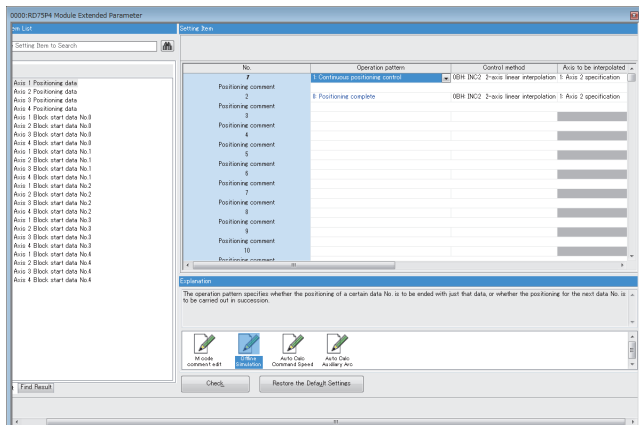 0000:RD75P4 Module Extended Parameter
em List
Setting Item
Setting Item to Search
Axis 1 Positioning data
Axis 2 Positioning data
Axis 3 Positioning data
Axis 4 Positioning data
Axis 1 Block start data No.0
Axis 2 Block start data No.0
Axis 3 Block start data No.0
Axis 4 Block start data No.0
Axis 1 Block start data No.1
Axis 2 Block start data No.1
Axis 3 Block start data No.1
Axis 4 Block start data No.1
Axis 1 Block start data No.2
Axis 2 Block start data No.2
Axis 3 Block start data No.2
Axis 4 Block start data No.2
Axis 1 Block start data No.3
Axis 2 Block start data No.3
Axis 3 Block start data No.3
Axis 4 Block start data No.3
Axis 1 Block start data No.4
Axis 2 Block start data No.4
Axis 3 Block start data No.4
Axis 4 Block start data No.4
Find Result
No. Operation pattern Control method Axis to be interpolated
1 1: Continuous positioning control 0BH: INC2 2-axis linear interpolation 1: Axis 2 specification
Positioning comment
2 0: Positioning complete 0BH: INC2 2-axis linear interpolation 1: Axis 2 specification
Positioning comment
3
Positioning comment
4
Positioning comment
5
Positioning comment
6
Positioning comment
7
Positioning comment
8
Positioning comment
9
Positioning comment
10
Positioning comment
Explanation
The operation pattern specifies whether the positioning of a certain data No. is to be ended with just that data, or whether the positioning for the next data No. is
to be carried out in succession.
M code
comment edit
Offline
Simulation
Auto Calc
Command Speed
Auto Calc
Auxiliary Arc
Check
Restore the Default Settings